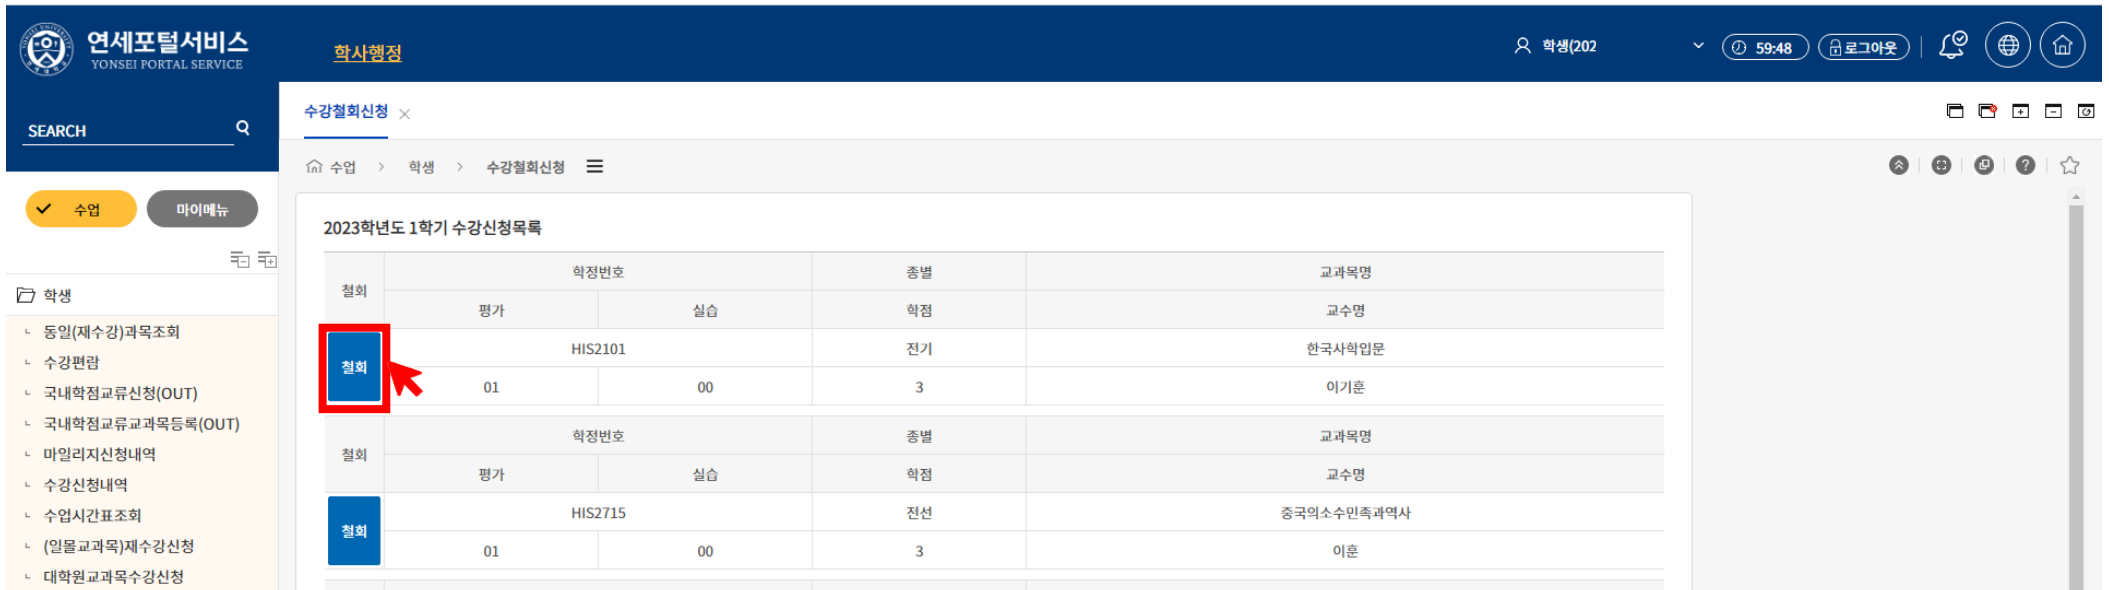 연세포털서비스
YONSEI PORTAL SERVICE
학사행정
학생(202
59:48
로그아웃
SEARCH
수강철회신청
수업 > 학생 > 수강철회신청
수업
마이메뉴
학생
동일(재수강)과목조회
수강편람
국내학점교류신청(OUT)
국내학점교류교과목등록(OUT)
마일리지신청내역
수강신청내역
수업시간표조회
(일몰교과목)재수강신청
대학원교과목수강신청
2023학년도 1학기 수강신청목록
철회 학정번호 종별 교과목명
평가 실습 학점 교수명
철회 HIS2101 전기 한국사학입문
01 00 3 이기훈
철회 학정번호 종별 교과목명
평가 실습 학점 교수명
철회 HIS2715 전선 중국의소수민족과역사
01 00 3 이훈